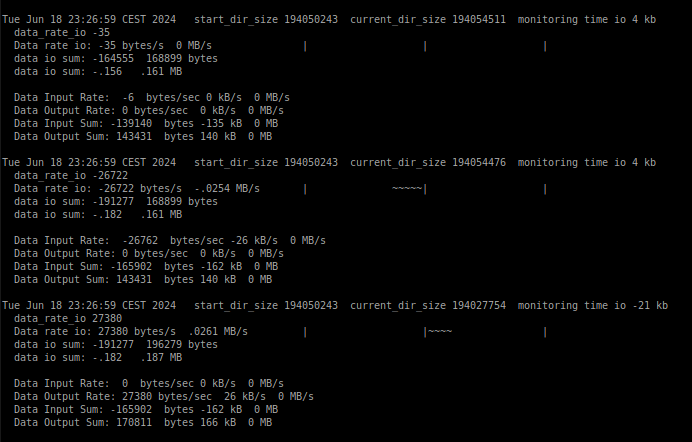 Tue Jun 18 23:26:59 CEST 2024   start_dir_size 194050243  current_dir_size 194054511  monitoring time io 4 kb
  data_rate_io -35
  Data rate io: -35 bytes/s  0 MB/s               |                   |                   |
  data io sum: -164555  168899 bytes
  data io sum: -.156   .161 MB

  Data Input Rate:  -6  bytes/sec 0 kB/s  0 MB/s
  Data Output Rate: 0 bytes/sec  0 kB/s  0 MB/s
  Data Input Sum: -139140  bytes -135 kB  0 MB
  Data Output Sum: 143431  bytes 140 kB  0 MB

Tue Jun 18 23:26:59 CEST 2024   start_dir_size 194050243  current_dir_size 194054476  monitoring time io 4 kb
  data_rate_io -26722
  Data rate io: -26722 bytes/s  -.0254 MB/s       |              ~~~~~|                   |
  data io sum: -191277  168899 bytes
  data io sum: -.182   .161 MB

  Data Input Rate:  -26762  bytes/sec -26 kB/s  0 MB/s
  Data Output Rate: 0 bytes/sec  0 kB/s  0 MB/s
  Data Input Sum: -165902  bytes -162 kB  0 MB
  Data Output Sum: 143431  bytes 140 kB  0 MB

Tue Jun 18 23:26:59 CEST 2024   start_dir_size 194050243  current_dir_size 194027754  monitoring time io -21 kb
  data_rate_io 27380
  Data rate io: 27380 bytes/s  .0261 MB/s         |                   |~~~~               |
  data io sum: -191277  196279 bytes
  data io sum: -.182   .187 MB

  Data Input Rate:  0  bytes/sec 0 kB/s  0 MB/s
  Data Output Rate: 27380 bytes/sec  26 kB/s  0 MB/s
  Data Input Sum: -165902  bytes -162 kB  0 MB
  Data Output Sum: 170811  bytes 166 kB  0 MB